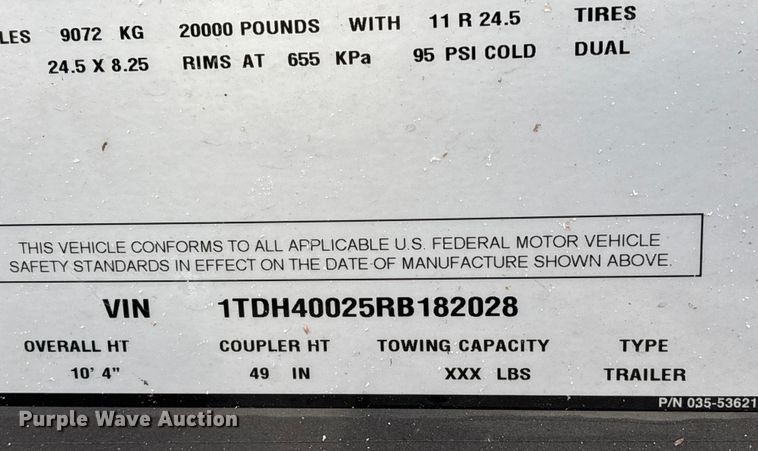 LES 9072 KG 20000 POUNDS WITH 11 R 24.5 TIRES
24.5 X 8.25 RIMS AT 655 KPa 95 PSI COLD DUAL
THIS VEHICLE CONFORMS TO ALL APPLICABLE U.S. FEDERAL MOTOR VEHICLE
SAFETY STANDARDS IN EFFECT ON THE DATE OF MANUFACTURE SHOWN ABOVE.
VIN 1TDH40025RB182028
OVERALL HT COUPLER HT TOWING CAPACITY TYPE
10' 4" 49 IN XXX LBS TRAILER
P/N 035-53621
Purple Wave Auction